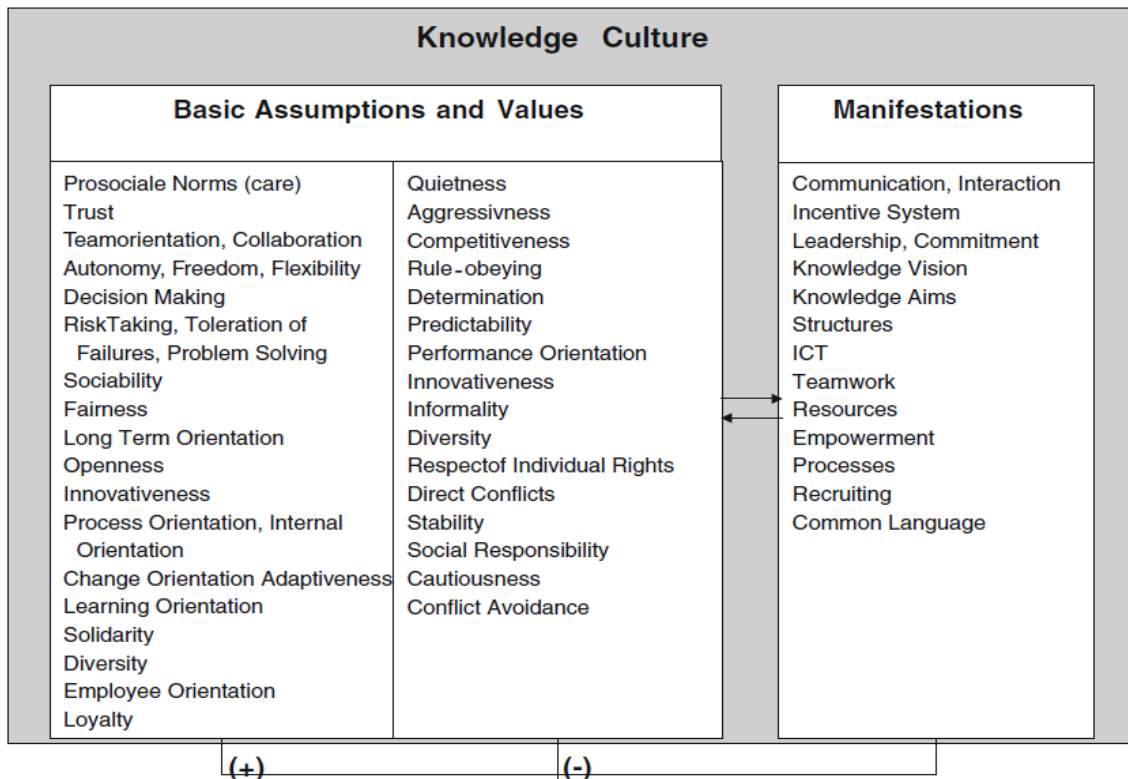 Knowledge Culture
Basic Assumptions and Values
Prosociale Norms (care)
Trust
Teamorientation, Collaboration
Autonomy, Freedom, Flexibility
Decision Making
RiskTaking, Toleration of
Failures, Problem Solving
Sociability
Fairness
Long Term Orientation
Openness
Innovativeness
Process Orientation, Internal
Orientation
Change Orientation Adaptiveness
Learning Orientation
Solidarity
Diversity
Employee Orientation
Loyalty
Quietness
Aggressivness
Competitiveness
Rule-obeying
Determination
Predictability
Performance Orientation
Innovativeness
Informality
Diversity
Respectof Individual Rights
Direct Conflicts
Stability
Social Responsibility
Cautiousness
Conflict Avoidance
Manifestations
Communication, Interaction
Incentive System
Leadership, Commitment
Knowledge Vision
Knowledge Aims
Structures
ICT
Teamwork
Resources
Empowerment
Processes
Recruiting
Common Language
(+)
(-)